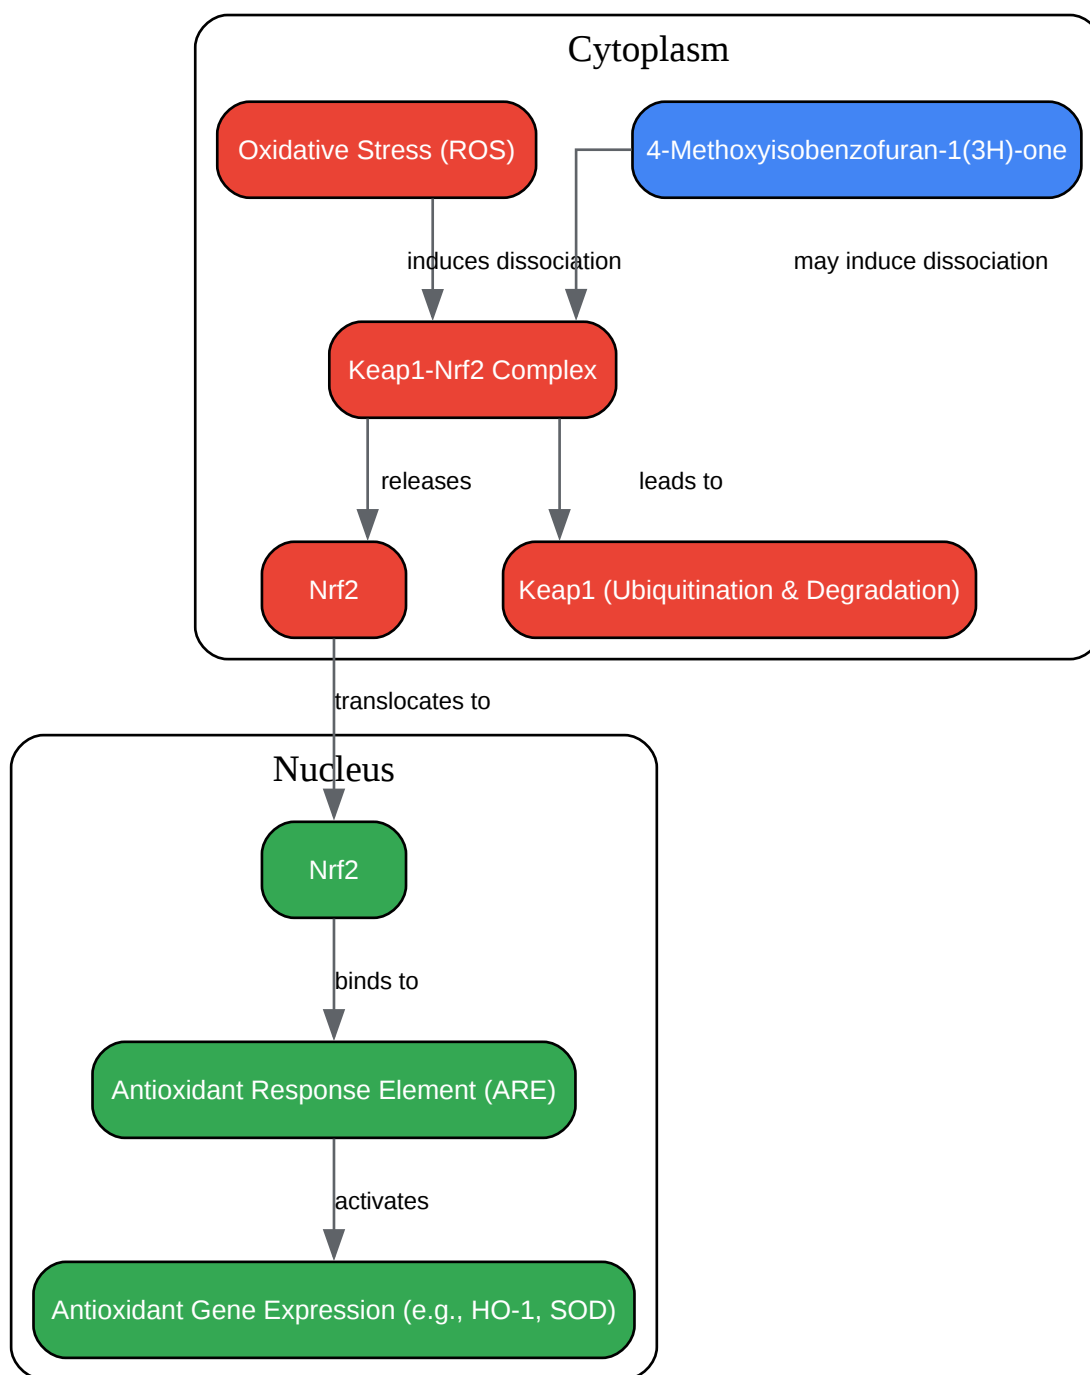 Cytoplasm
Oxidative Stress (ROS)
4-Methoxyisobenzofuran-1(3H)-one
induces dissociation
may induce dissociation
Keap1-Nrf2 Complex
releases
leads to
Nrf2
Keap1 (Ubiquitination & Degradation)
translocates to
Nucleus
Nrf2
binds to
Antioxidant Response Element (ARE)
activates
Antioxidant Gene Expression (e.g., HO-1, SOD)